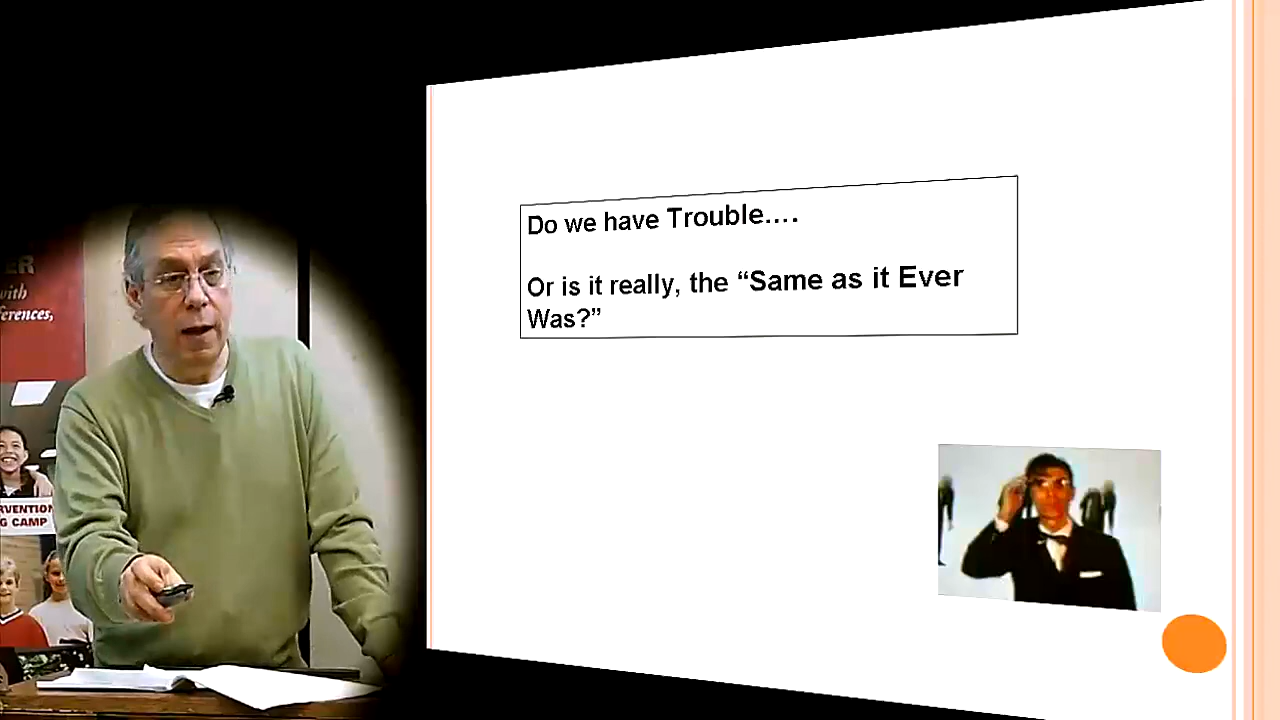 ER
with
ferences,
RVENTION
G CAMP
Do we have Trouble….
Or is it really, the “Same as it Ever
Was?”